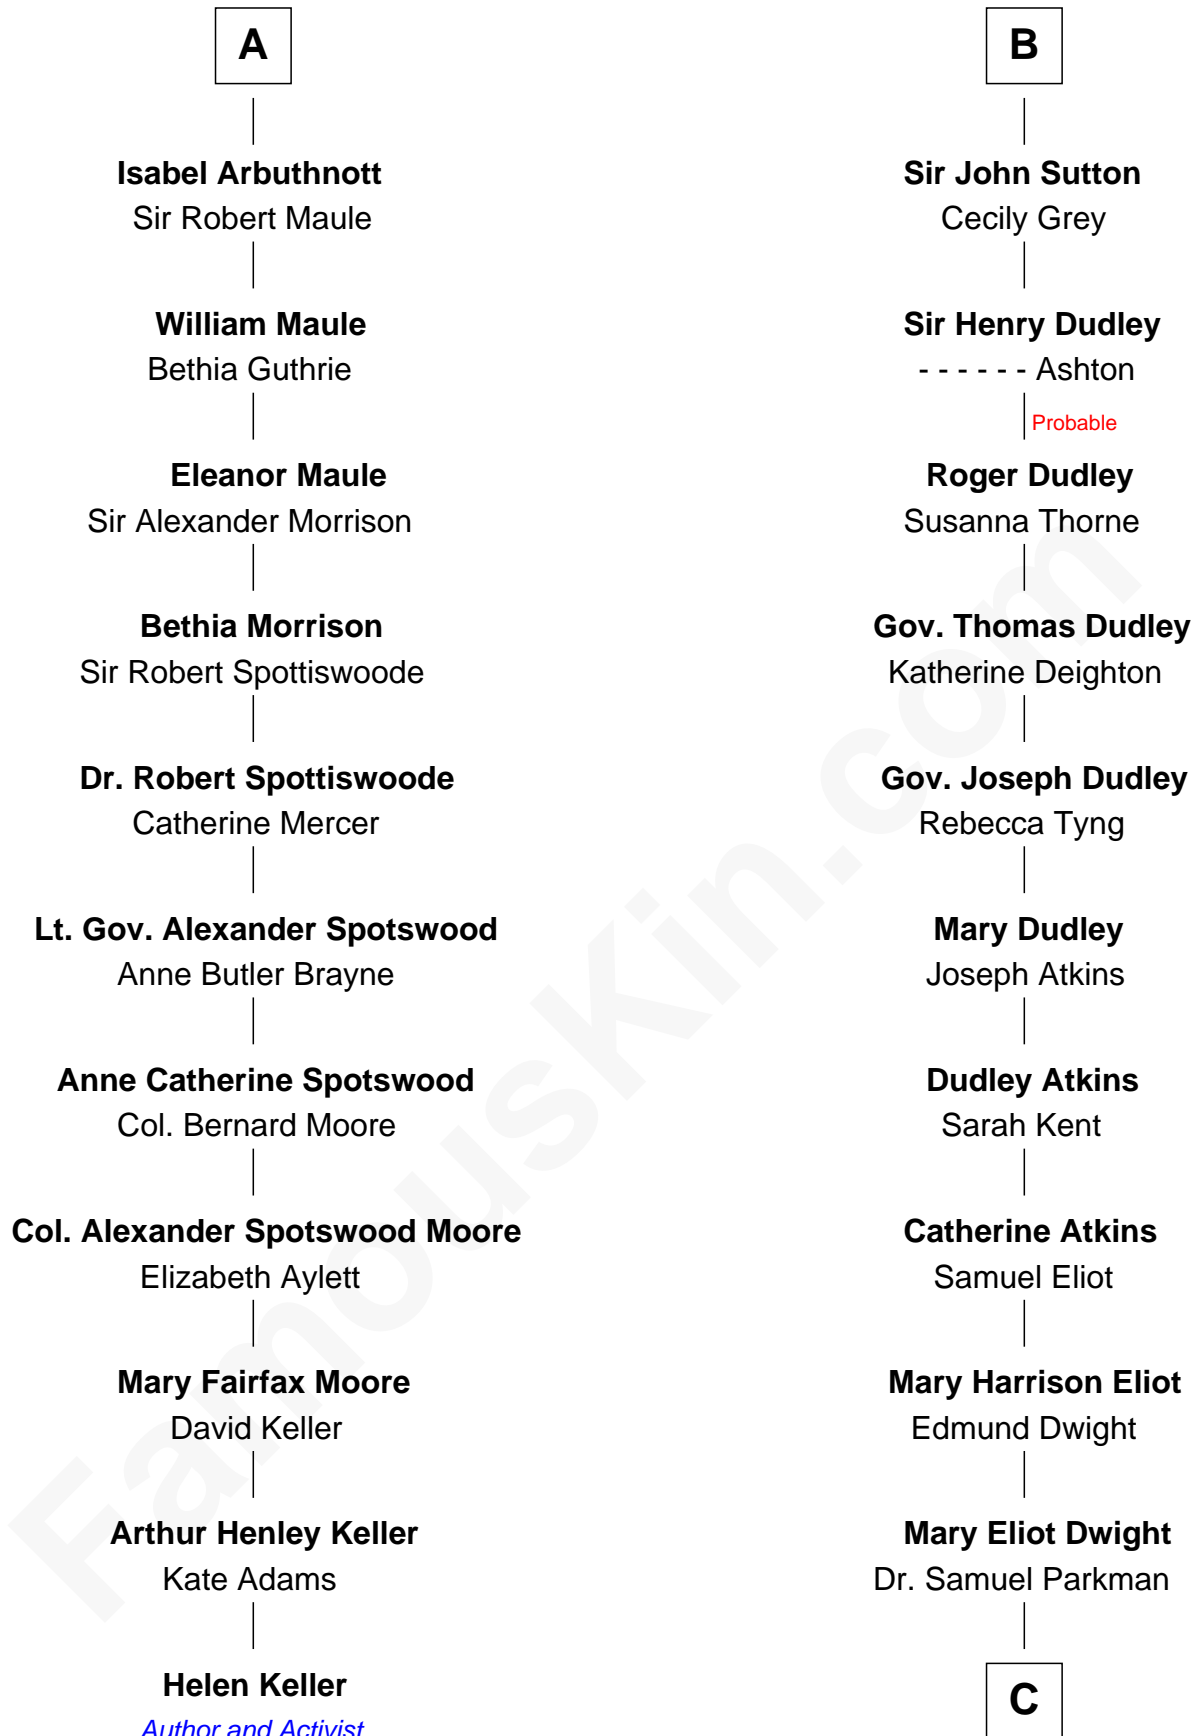 A
Isabel Arbuthnott
Sir Robert Maule
William Maule
Bethia Guthrie
Eleanor Maule
Sir Alexander Morrison
Bethia Morrison
Sir Robert Spottiswoode
Dr. Robert Spottiswoode
Catherine Mercer
Lt. Gov. Alexander Spotswood
Anne Butler Brayne
Anne Catherine Spotswood
Col. Bernard Moore
Col. Alexander Spotswood Moore
Elizabeth Aylett
Mary Fairfax Moore
David Keller
Arthur Henley Keller
Kate Adams
Helen Keller
Author and Activist
B
Sir John Sutton
Cecily Grey
Sir Henry Dudley
- - - - - - Ashton
Probable
Roger Dudley
Susanna Thorne
Gov. Thomas Dudley
Katherine Deighton
Gov. Joseph Dudley
Rebecca Tyng
Mary Dudley
Joseph Atkins
Dudley Atkins
Sarah Kent
Catherine Atkins
Samuel Eliot
Mary Harrison Eliot
Edmund Dwight
Mary Eliot Dwight
Dr. Samuel Parkman
C
FamousKin.com